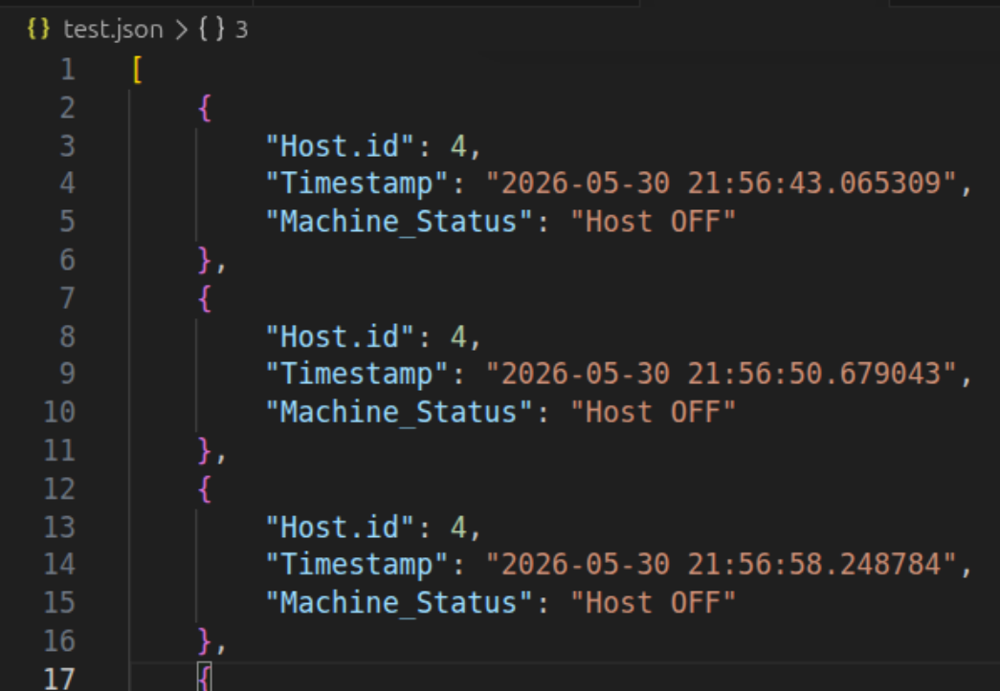 {} test.json > {} 3
1 [
2 {
3 "Host.id": 4,
4 "Timestamp": "2026-05-30 21:56:43.065309",
5 "Machine_Status": "Host OFF"
6 },
7 {
8 "Host.id": 4,
9 "Timestamp": "2026-05-30 21:56:50.679043",
10 "Machine_Status": "Host OFF"
11 },
12 {
13 "Host.id": 4,
14 "Timestamp": "2026-05-30 21:56:58.248784",
15 "Machine_Status": "Host OFF"
16 },
17 {